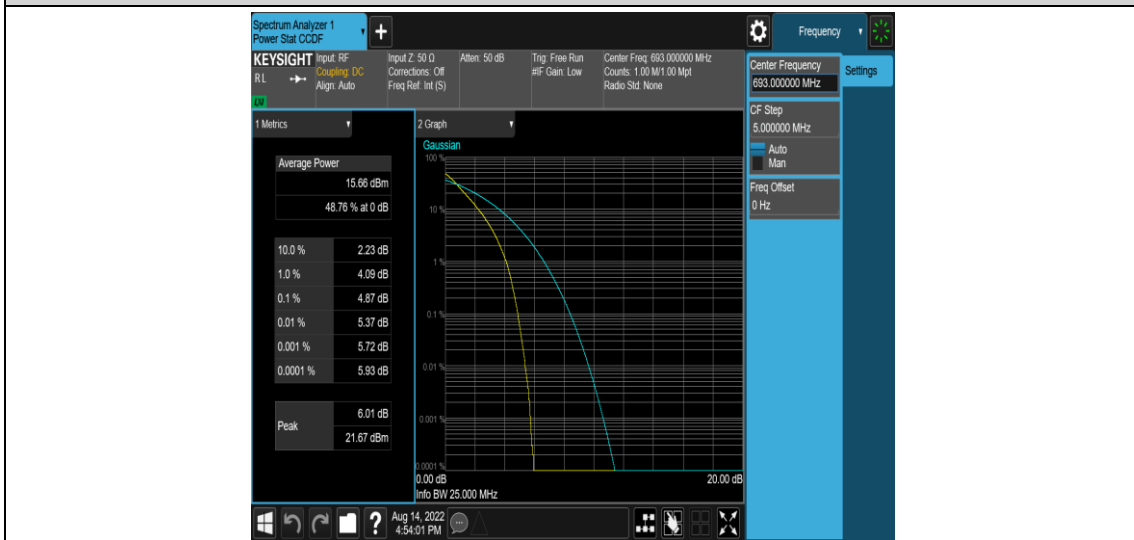 Spectrum Analyzer 1
Power Stat CCDF
Frequency
KEYSIGHT
RL
LXI
Input: RF
Coupling: DC
Align: Auto
Input Z: 50 Ω
Corrections: Off
Freq Ref: Int (S)
Atten: 50 dB
Trig: Free Run
#IF Gain: Low
Center Freq: 693.000000 MHz
Counts: 1.00 M/1.00 Mpt
Radio Std: None
Center Frequency
693.000000 MHz
Settings
CF Step
5.000000 MHz
Auto
Man
Freq Offset
0 Hz
1 Metrics
Average Power
15.66 dBm
48.76 % at 0 dB
10.0 % 2.23 dB
1.0 % 4.09 dB
0.1 % 4.87 dB
0.01 % 5.37 dB
0.001 % 5.72 dB
0.0001 % 5.93 dB
Peak
6.01 dB
21.67 dBm
2 Graph
Gaussian
100 %
10 %
1 %
0.1 %
0.01 %
0.001 %
0.0001 %
0.00 dB 20.00 dB
Info BW 25.000 MHz
?
Aug 14, 2022
4:54:01 PM